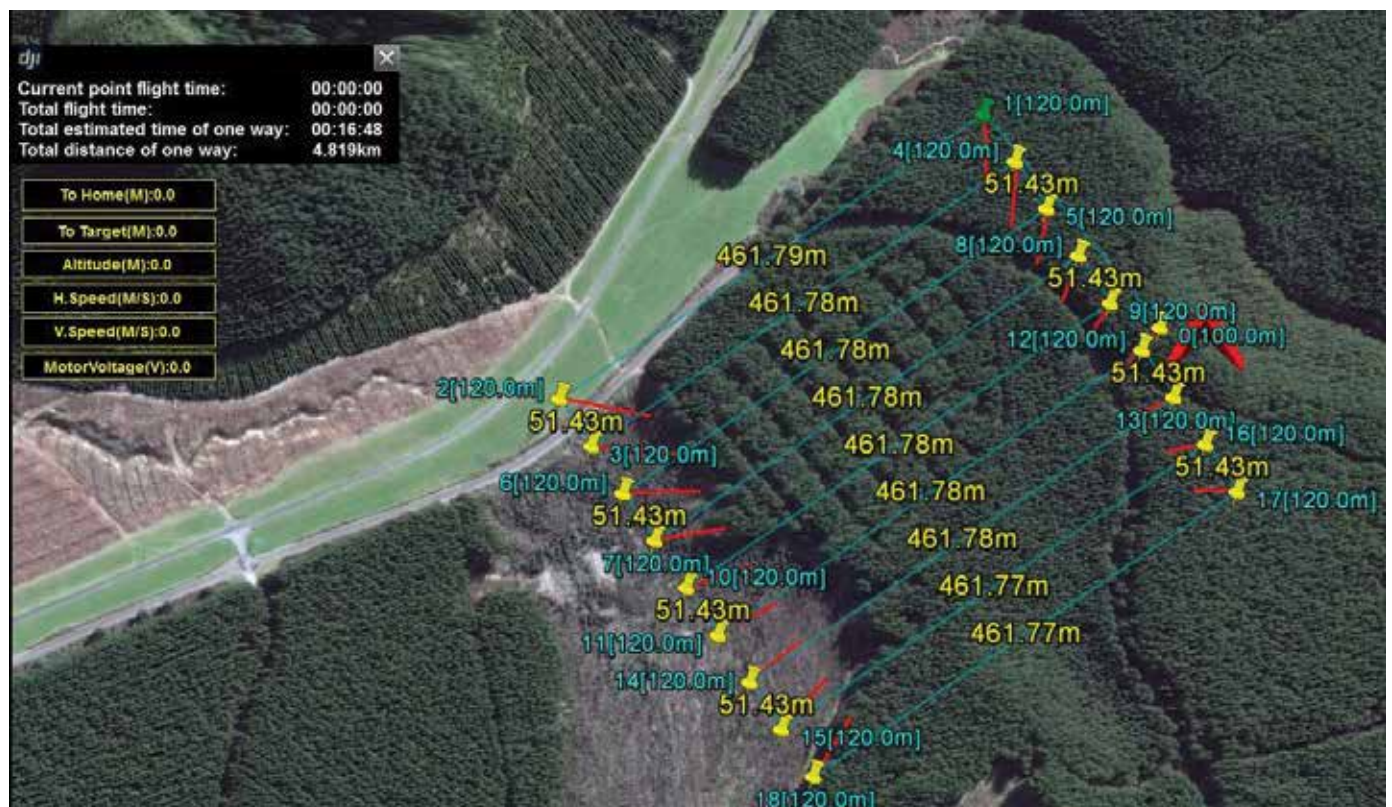 dji
Current point flight time: 00:00:00
Total flight time: 00:00:00
Total estimated time of one way: 00:16:48
Total distance of one way: 4.819km
To Home(M):0.0
To Target(M):0.0
Altitude(M):0.0
H.Speed(M/S):0.0
V.Speed(M/S):0.0
MotorVoltage(V):0.0
1[120.0m]
4[120.0m]
51.43m
5[120.0m]
8[120.0m]
461.79m
51.43m
461.78m
9[120.0m]
12[120.0m]
0[100.0m]
461.78m
51.43m
2[120.0m]
461.78m
51.43m
13[120.0m]
461.78m
16[120.0m]
3[120.0m]
51.43m
6[120.0m]
461.78m
17[120.0m]
51.43m
461.78m
7[120.0m]
10[120.0m]
461.77m
51.43m
461.77m
11[120.0m]
14[120.0m]
51.43m
15[120.0m]
18[120.0m]